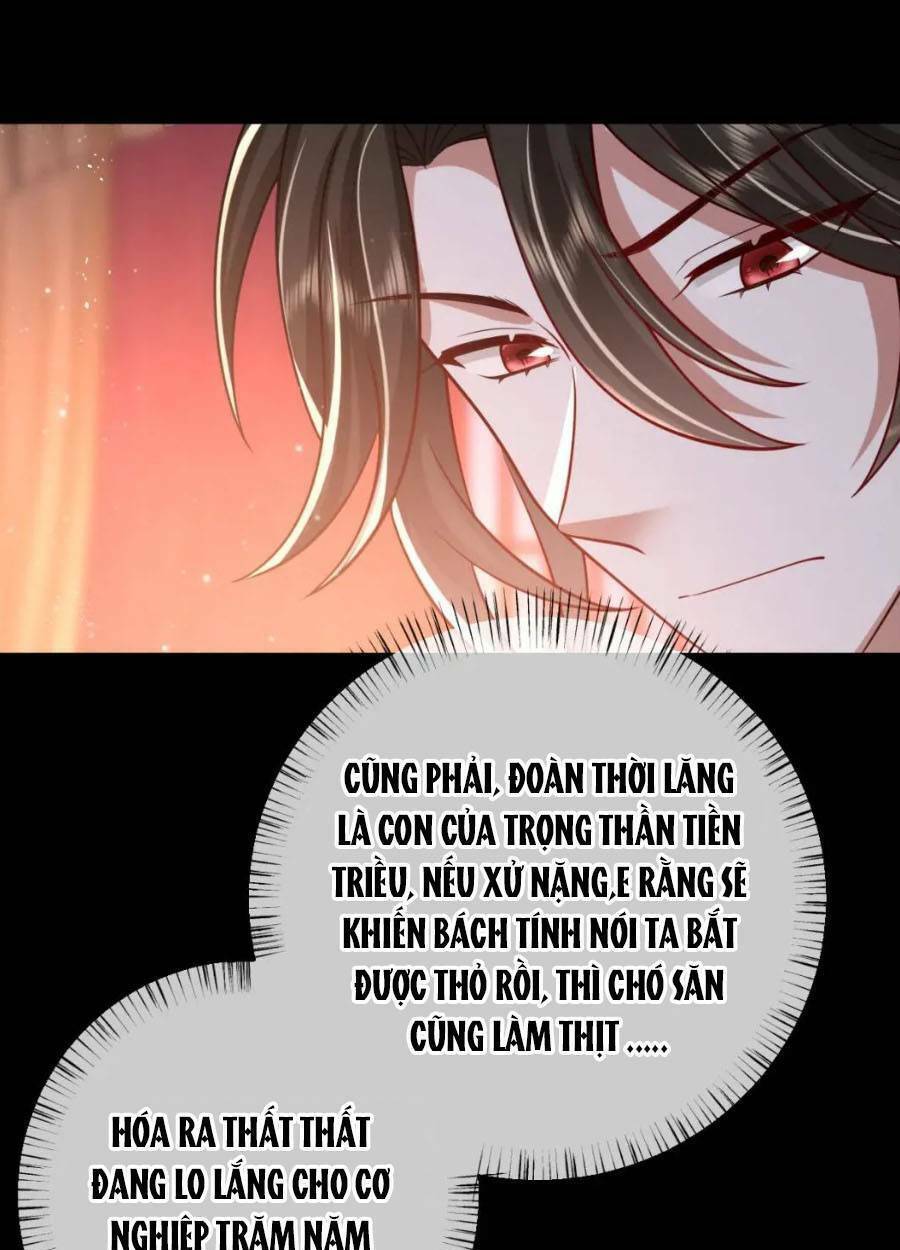 CŨNG PHẢI, ĐOÀN THỜI LĂNG
LÀ CON CỦA TRỌNG THẦN TIỀN
TRIỀU, NẾU XỬ NẶNG,E RẰNG SẼ
KHIẾN BÁCH TÍNH NÓI TA BẮT
ĐƯỢC THỎ RỒI, THÌ CHÓ SĂN
CŨNG LÀM THỊT .....
HÓA RA THẤT THẤT
ĐANG LO LẮNG CHO CƠ
NGHIỆP TRĂM NĂM